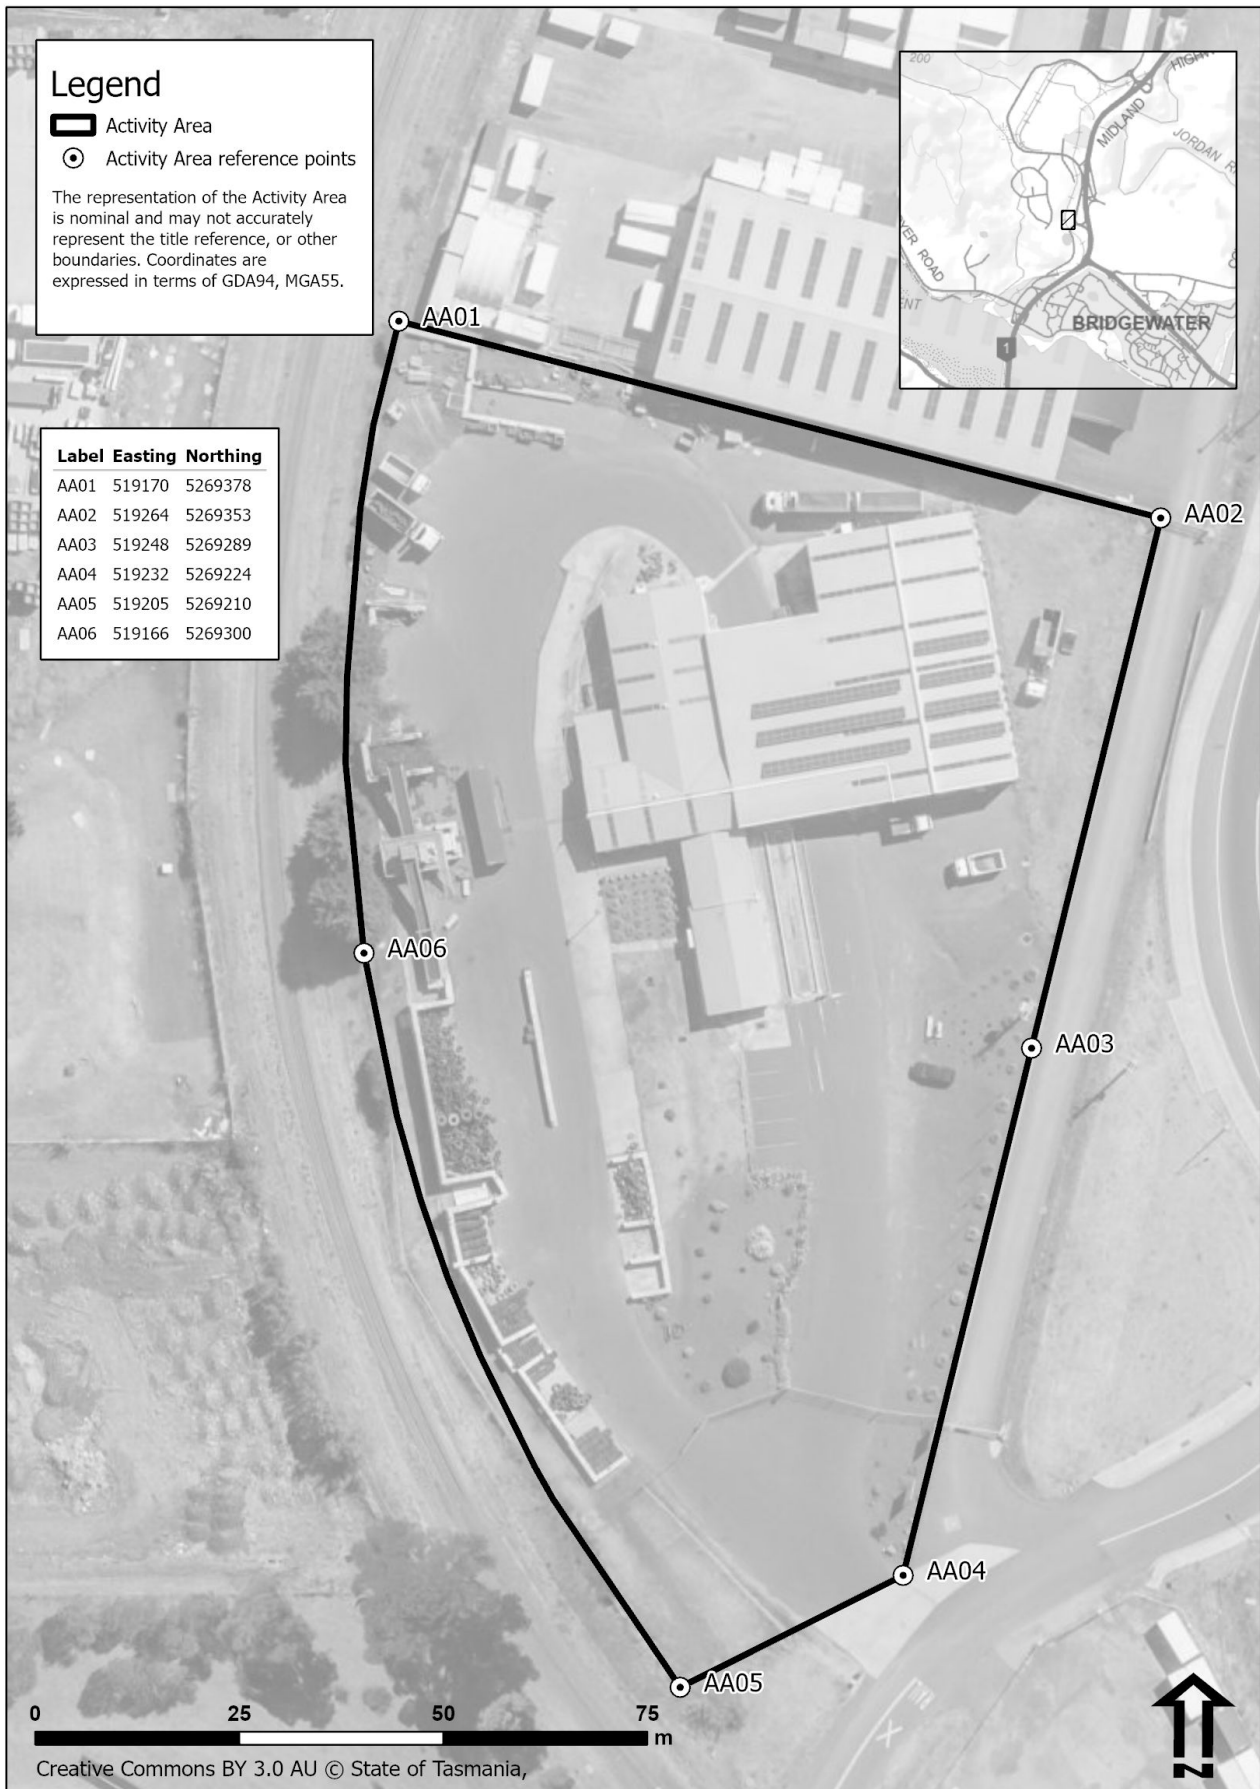 Legend
Activity Area
Activity Area reference points
The representation of the Activity Area
is nominal and may not accurately
represent the title reference, or other
boundaries. Coordinates are
expressed in terms of GDA94, MGA55.
200
HIGHW
MIDLAND
JORDAN R
YER ROAD
ENT
BRIDGEWATER
1
AA01
Label Easting Northing
AA01 519170 5269378
AA02 519264 5269353
AA03 519248 5269289
AA04 519232 5269224
AA05 519205 5269210
AA06 519166 5269300
AA02
AA06
AA03
AA04
AA05
0 25 50 75
m
N
Creative Commons BY 3.0 AU © State of Tasmania,